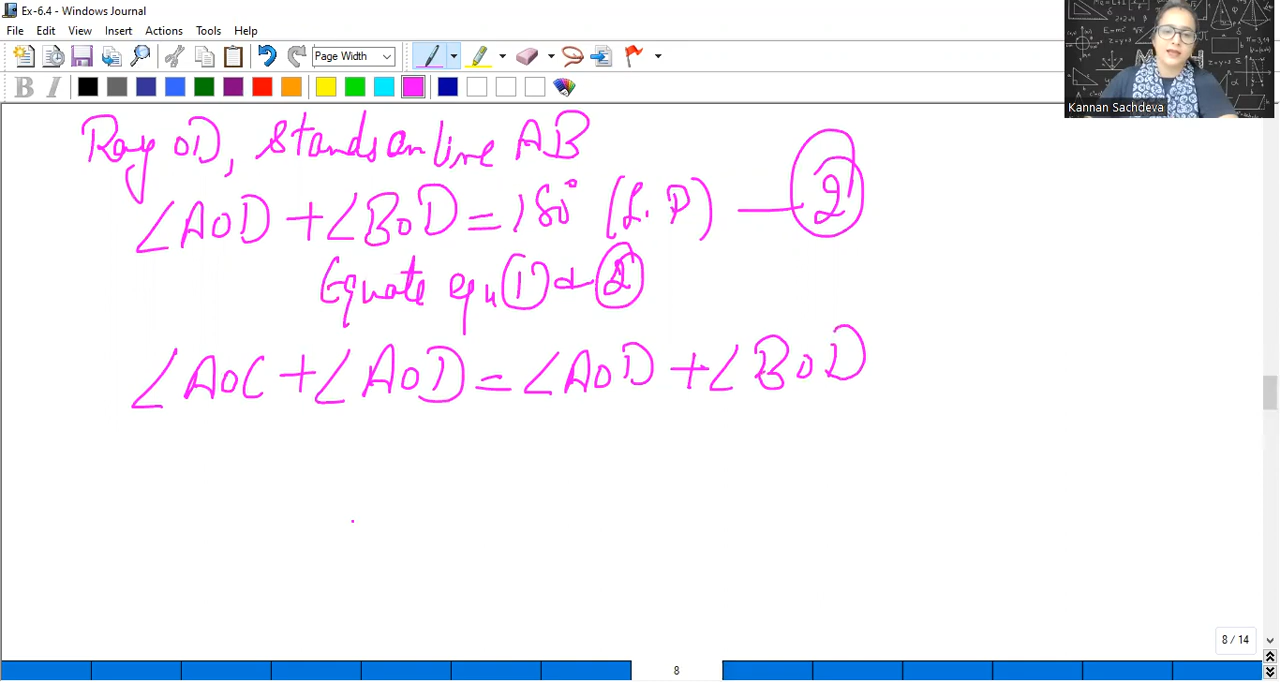 Ex-6.4 - Windows Journal
File Edit View Insert Actions Tools Help
Page Width
B I
Kannan Sachdeva
Ray OD, stands on line AB
∠AOD + ∠BOD = 180° (L.P) — 2
Equate equ 1 & 2
∠AOC + ∠AOD = ∠AOD + ∠BOD
8 / 14
8